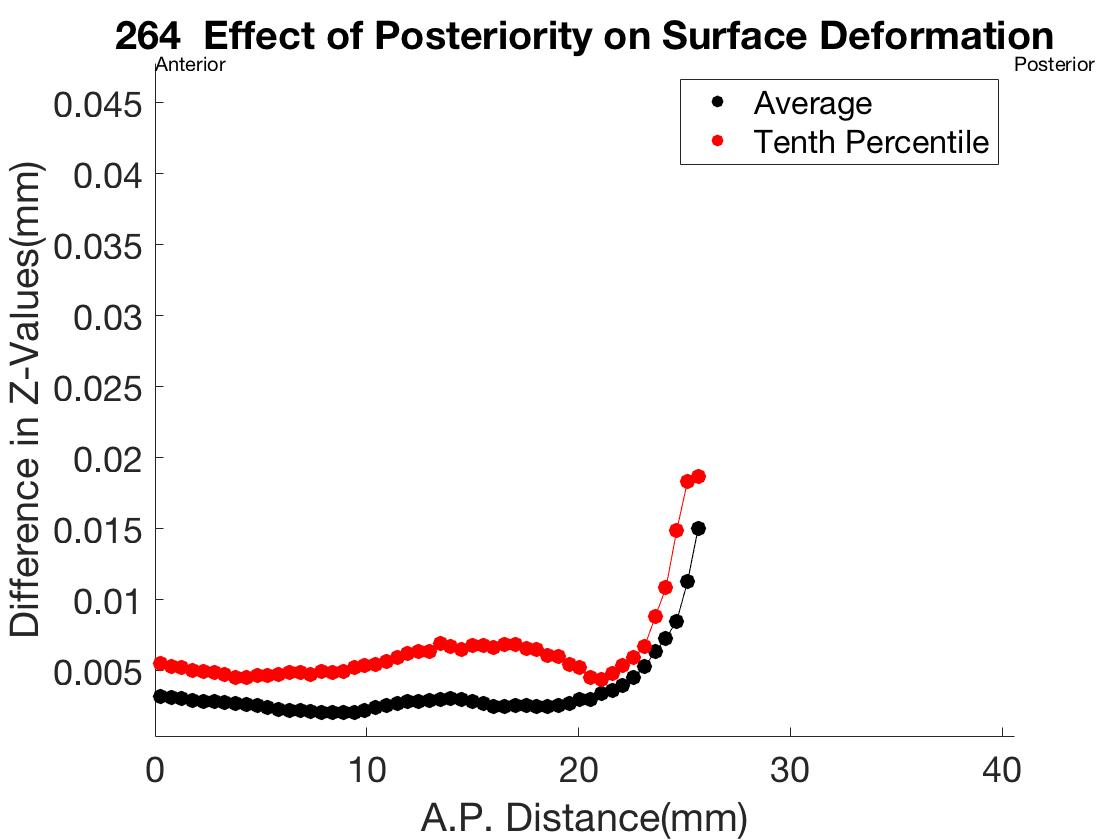 264  Effect of Posteriority on Surface Deformation
Anterior
Posterior
Average
Tenth Percentile
0.045
0.04
0.035
0.03
0.025
0.02
0.015
0.01
0.005
Difference in Z-Values(mm)
0
10
20
30
40
A.P. Distance(mm)